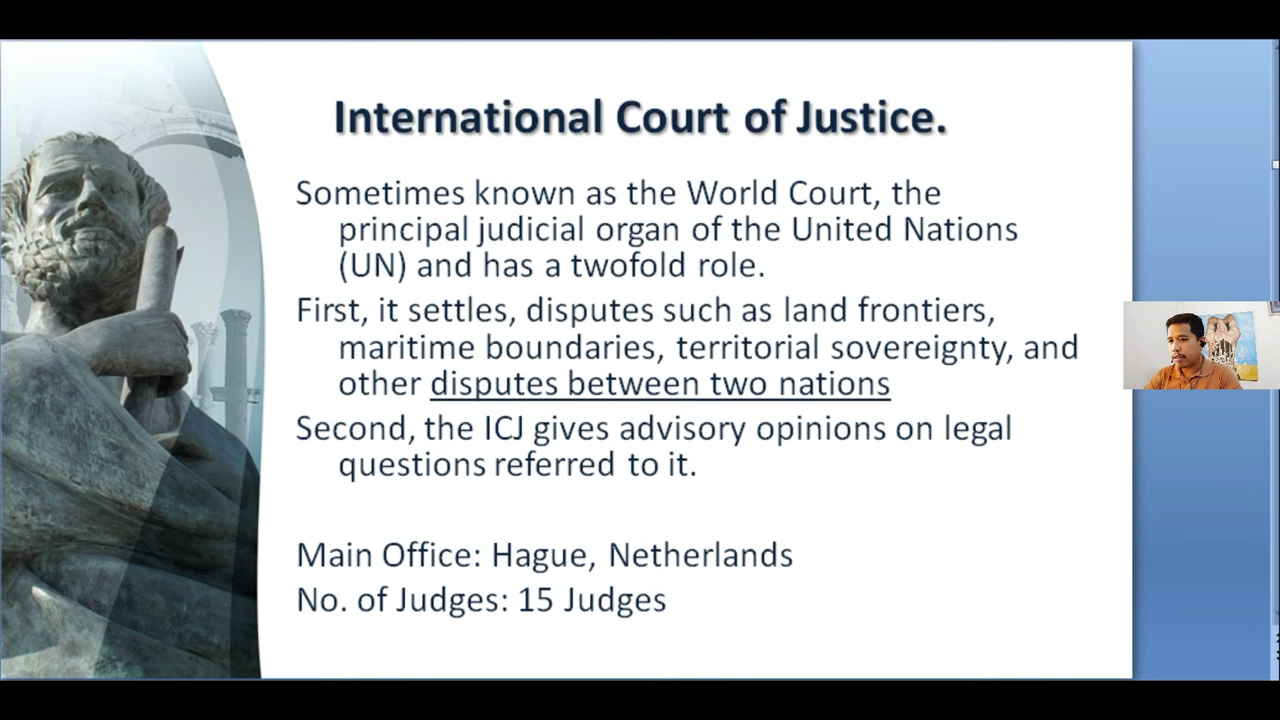 International Court of Justice.
Sometimes known as the World Court, the
principal judicial organ of the United Nations
(UN) and has a twofold role.
First, it settles, disputes such as land frontiers,
maritime boundaries, territorial sovereignty, and
other disputes between two nations
Second, the ICJ gives advisory opinions on legal
questions referred to it.
Main Office: Hague, Netherlands
No. of Judges: 15 Judges